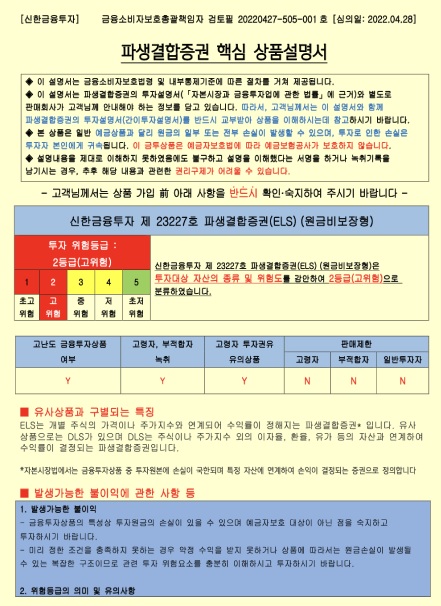 [신한금융투자] 금융소비자보호총괄책임자 검토필 20220427-505-001 호 [심의일: 2022.04.28]
파생결합증권 핵심 상품설명서
◆ 이 설명서는 금융소비자보호법령 및 내부통제기준에 따른 절차를 거쳐 제공됩니다.
◆ 이 설명서는 파생결합증권의 투자설명서(「자본시장과 금융투자업에 관한 법률」에 근거)와 별도로
판매회사가 고객님께 안내해야 하는 정보를 담고 있습니다. 따라서, 고객님께서는 이 설명서와 함께
파생결합증권의 투자설명서(간이투자설명서)를 반드시 교부받아 상품을 이해하시는데 참고하시기 바랍니다.
◆ 본 상품은 일반 예금상품과 달리 원금의 일부 또는 전부 손실이 발생할 수 있으며, 투자로 인한 손실은
투자자 본인에게 귀속됩니다. 이 금투상품은 예금자보호법에 따라 예금보험공사가 보호하지 않습니다.
◆ 설명내용을 제대로 이해하지 못하였음에도 불구하고 설명을 이해했다는 서명을 하거나 녹취기록을
남기시는 경우, 추후 해당 내용과 관련한 권리구제가 어려울 수 있습니다.
- 고객님께서는 상품 가입 前 아래 사항을 반드시 확인·숙지하여 주시기 바랍니다 -
신한금융투자 제 23227호 파생결합증권(ELS) (원금비보장형)
투자 위험등급 :
2등급(고위험)
1 2 3 4 5
초고위험 고위험 중위험 저위험 초저위험
신한금융투자 제 23227호 파생결합증권(ELS) (원금비보장형)은
투자대상 자산의 종류 및 위험도를 감안하여 2등급(고위험)으로
분류하였습니다.
고난도 금융투자상품 여부 고령자, 부적합자 녹취 고령자 투자권유 유의상품 판매제한
고령자 부적합자 일반투자자
Y Y Y N N N
■ 유사상품과 구별되는 특징
ELS는 개별 주식의 가격이나 주가지수와 연계되어 수익률이 정해지는 파생결합증권* 입니다. 유사
상품으로는 DLS가 있으며 DLS는 주식이나 주가지수 외의 이자율, 환율, 유가 등의 자산과 연계하여
수익률이 결정되는 파생결합증권입니다.
*자본시장법에서는 금융투자상품 중 투자원본에 손실이 국한되며 특정 자산에 연계하여 손익이 결정되는 증권으로 정의합니다
■ 발생가능한 불이익에 관한 사항 등
1. 발생가능한 불이익
- 금융투자상품의 특성상 투자원금의 손실이 있을 수 있으며 예금자보호 대상이 아닌 점을 숙지하고
투자하시기 바랍니다.
- 미리 정한 조건을 충족하지 못하는 경우 약정 수익을 받지 못하거나 상품에 따라서는 원금손실이 발생될
수 있는 복잡한 구조이므로 관련 투자 위험요소를 충분히 이해하시고 투자하시기 바랍니다.
2. 위험등급의 의미 및 유의사항